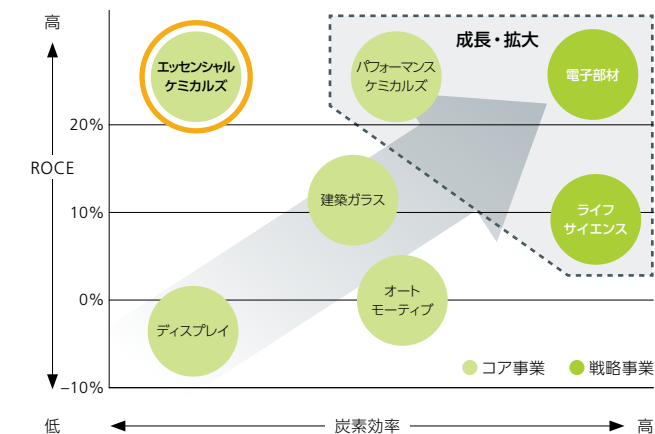 高
成長・拡大
エッセンシャル
ケミカルズ
パフォーマンス
ケミカルズ
電子部材
20%
ROCE
建築ガラス
10%
ライフ
サイエンス
0%
オート
モーティブ
ディスプレイ
コア事業
戦略事業
–10%
低
炭素効率
高